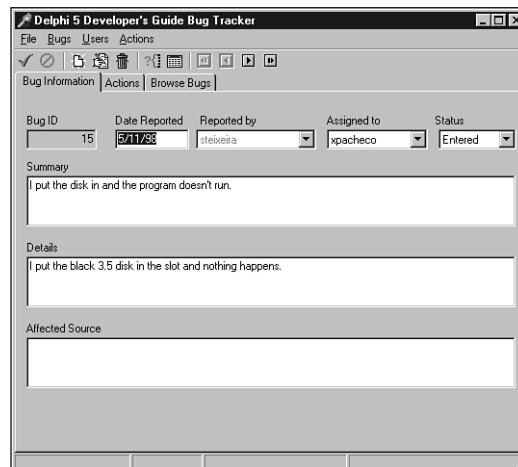 Delphi 5 Developer's Guide Bug Tracker
File Bugs Users Actions
Bug Information Actions Browse Bugs
Bug ID Date Reported Reported by Assigned to Status
15 5/11/98 steixeira xpacheco Entered
Summary
I put the disk in and the program doesn't run.
Details
I put the black 3.5 disk in the slot and nothing happens.
Affected Source